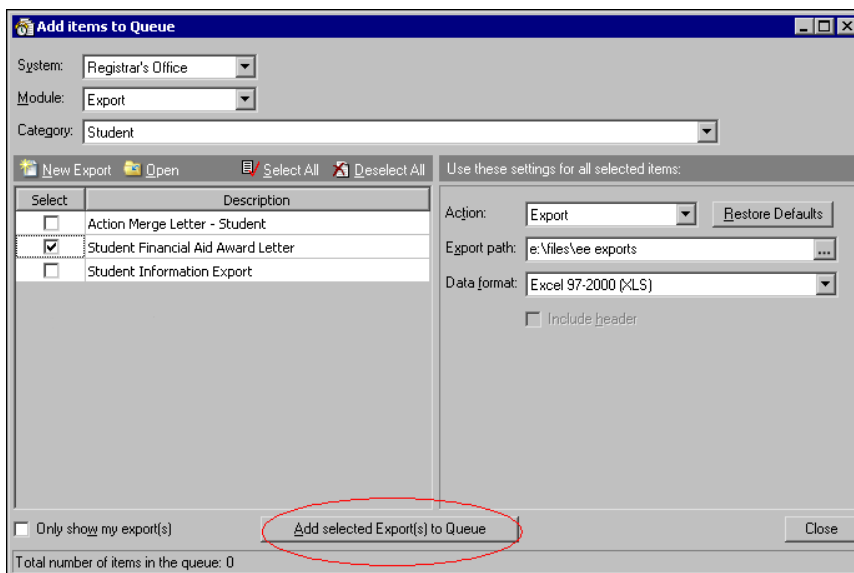 Add items to Queue
System: Registrar's Office
Module: Export
Category: Student
New Export Open Select All Deselect All
Use these settings for all selected items:
Select Description
Action Merge Letter - Student
Student Financial Aid Award Letter
Student Information Export
Action: Export Restore Defaults
Export path: e:\files\ee exports ...
Data format: Excel 97-2000 (XLS)
Include header
Only show my export(s) Add selected Export(s) to Queue Close
Total number of items in the queue: 0